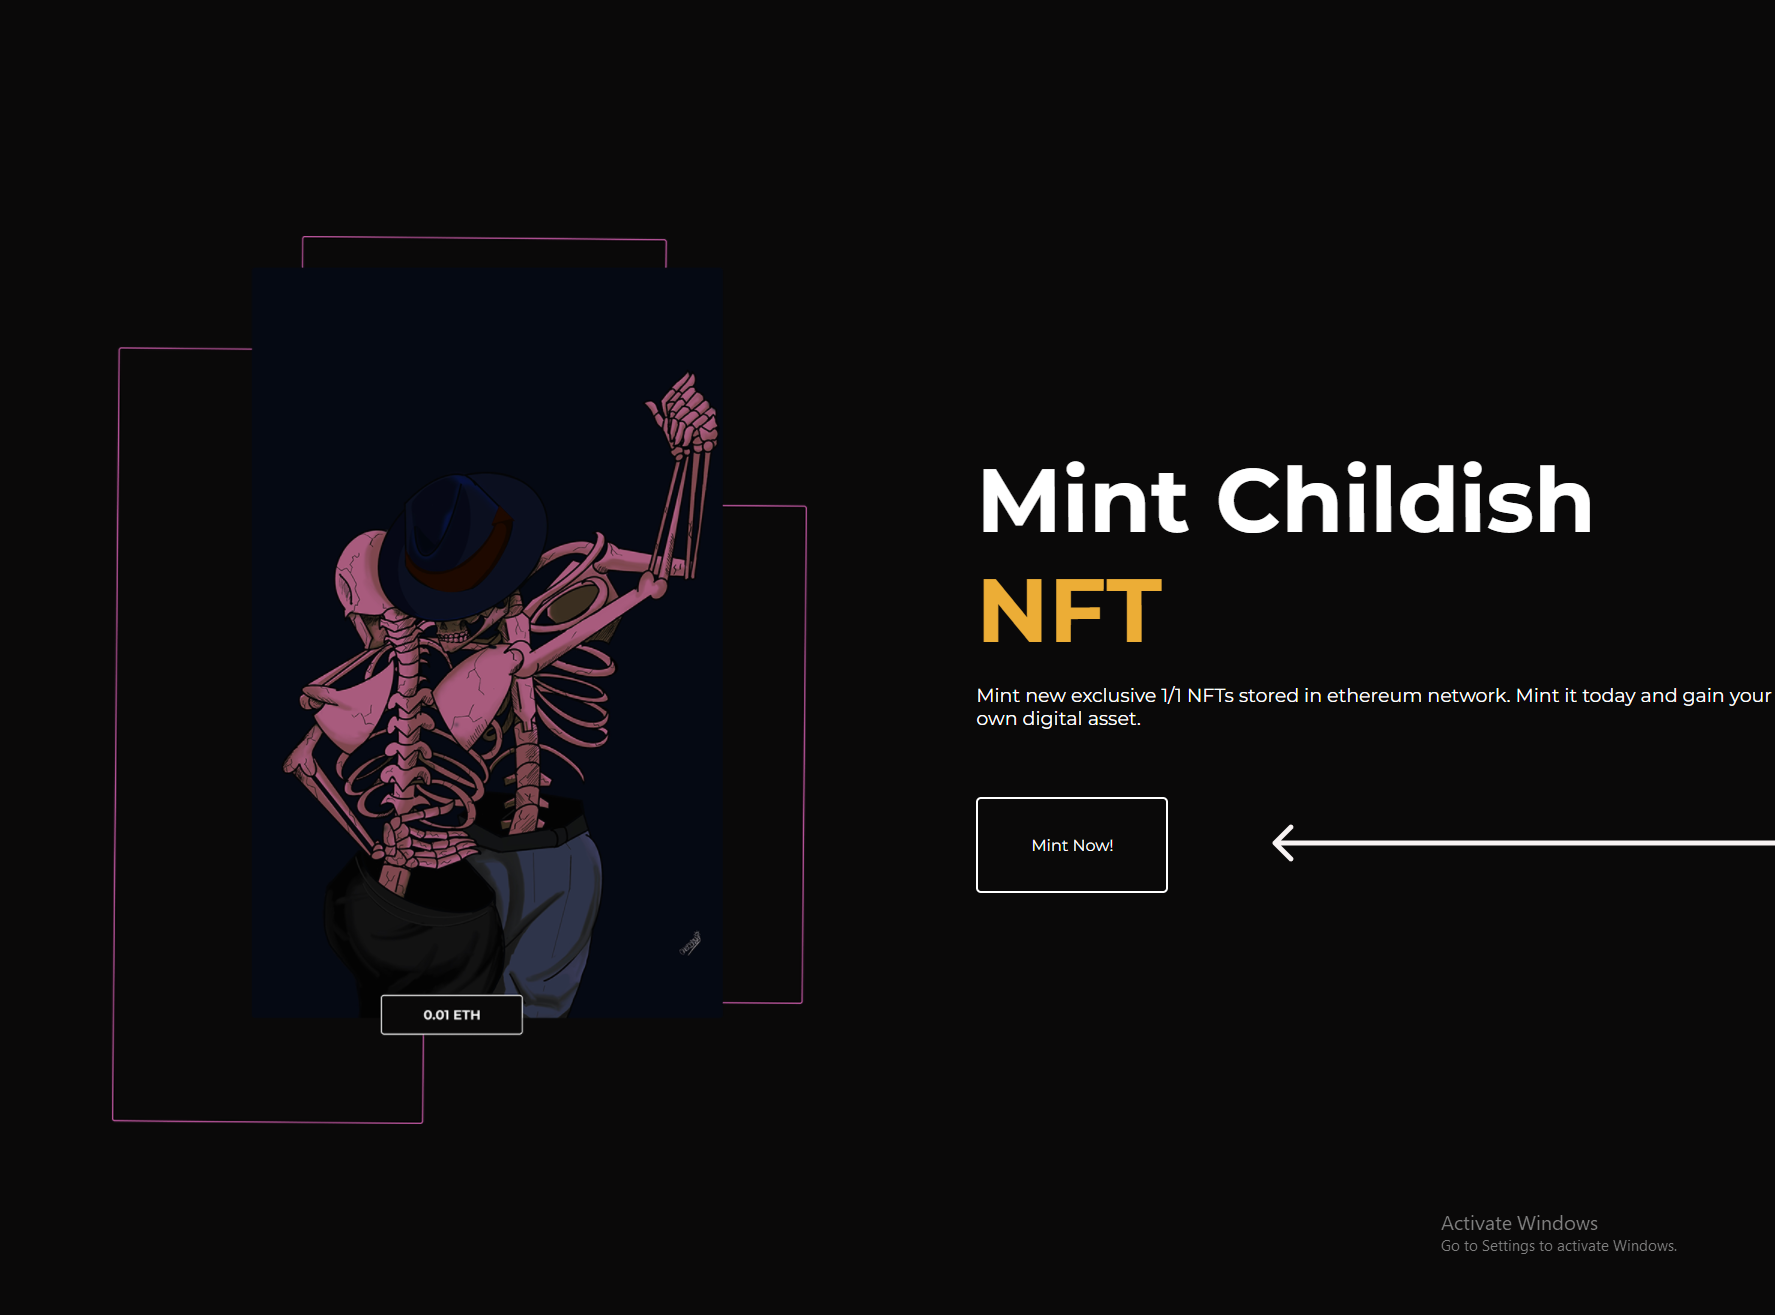 Mint Childish
NFT
Mint new exclusive 1/1 NFTs stored in ethereum network. Mint it today and gain your
own digital asset.
Mint Now!
0.01 ETH
Activate Windows
Go to Settings to activate Windows.